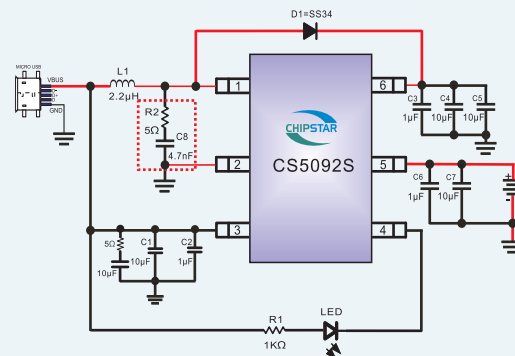 D1=SS34
MICRO USB
VBUS
D-
D+
ID
GND
L1
2.2μH
R2
5Ω
C8
4.7nF
1
2
3
6
5
4
CHIPSTAR
CS5092S
C3
1μF
C4
10μF
C5
10μF
C6
1μF
C7
10μF
+
-
5Ω
10μF
C1
10μF
C2
1μF
R1
1KΩ
LED